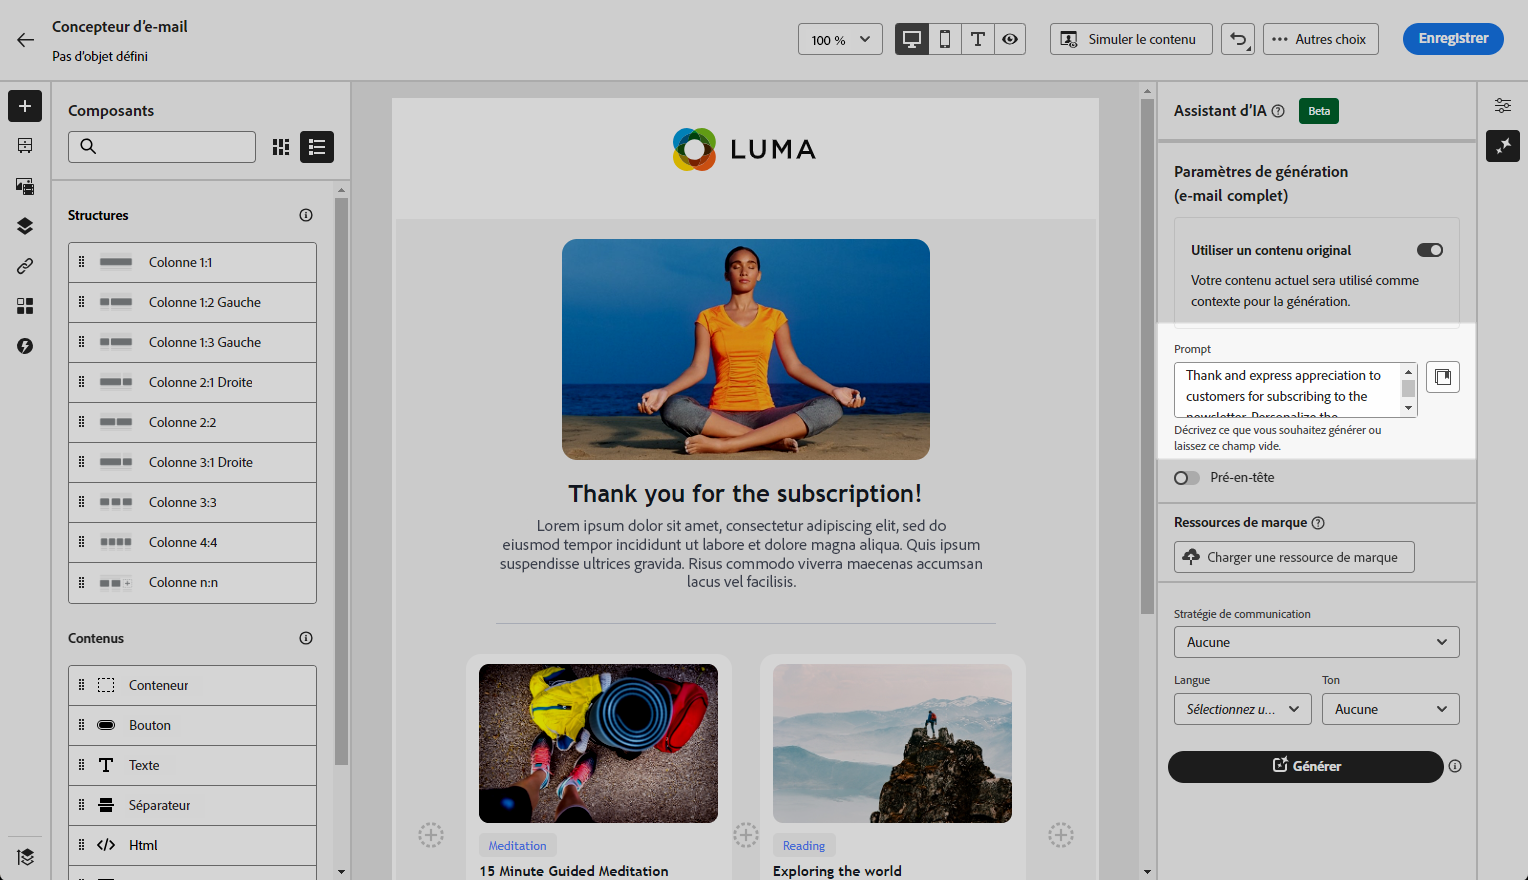 Concepteur d’e-mail
Pas d’objet défini
100 %
Simuler le contenu
Autres choix
Enregistrer
Composants
Structures
Colonne 1:1
Colonne 1:2 Gauche
Colonne 1:3 Gauche
Colonne 2:1 Droite
Colonne 2:2
Colonne 3:1 Droite
Colonne 3:3
Colonne 4:4
Colonne n:n
Contenus
Conteneur
Bouton
Texte
Séparateur
Html
LUMA
Thank you for the subscription!
Lorem ipsum dolor sit amet, consectetur adipiscing elit, sed do
eiusmod tempor incididunt ut labore et dolore magna aliqua. Quis ipsum
suspendisse ultrices gravida. Risus commodo viverra maecenas accumsan
lacus vel facilisis.
Meditation
15 Minute Guided Meditation
Reading
Exploring the world
Assistant d’IA
Beta
Paramètres de génération
(e-mail complet)
Utiliser un contenu original
Votre contenu actuel sera utilisé comme
contexte pour la génération.
Prompt
Thank and express appreciation to
customers for subscribing to the
newsletter. Personalize the
Décrivez ce que vous souhaitez générer ou
laissez ce champ vide.
Pré-en-tête
Ressources de marque
Charger une ressource de marque
Stratégie de communication
Aucune
Langue
Ton
Sélectionnez u...
Aucune
Générer